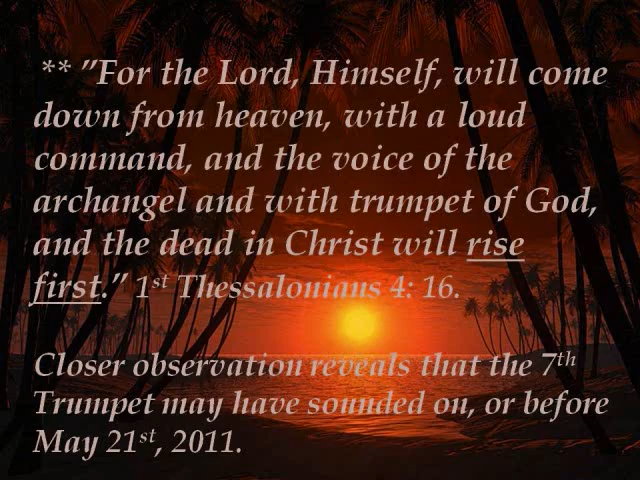 ** ”For the Lord, Himself, will come
down from heaven, with a loud
command, and the voice of the
archangel and with trumpet of God,
and the dead in Christ will rise
first.” 1st Thessalonians 4: 16.
Closer observation reveals that the 7th
Trumpet may have sounded on, or before
May 21st, 2011.